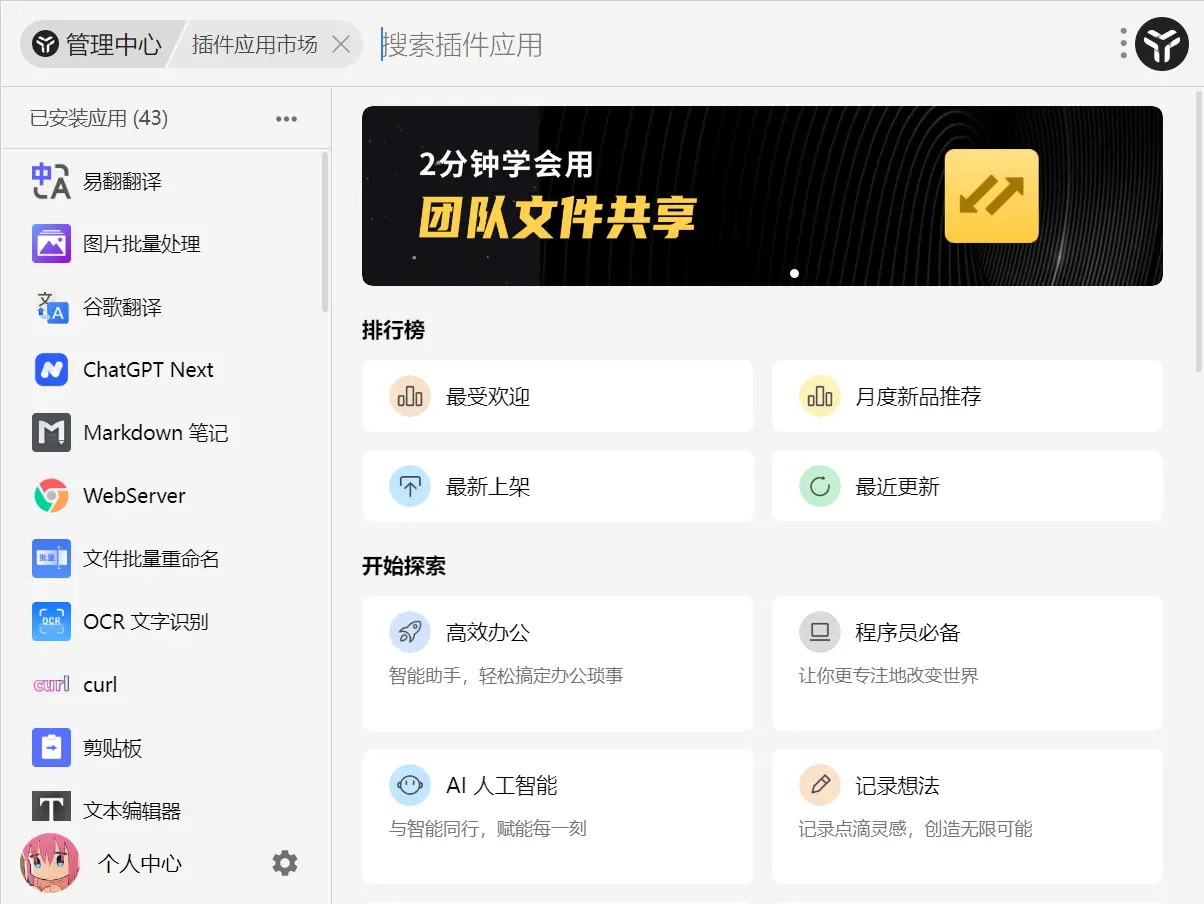 管理中心
插件应用市场
搜索插件应用
已安装应用 (43)
易翻翻译
图片批量处理
谷歌翻译
ChatGPT Next
Markdown 笔记
WebServer
批量
文件批量重命名
OCR
OCR 文字识别
curl
curl
剪贴板
文本编辑器
个人中心
2分钟学会用
团队文件共享
排行榜
最受欢迎
月度新品推荐
最新上架
最近更新
开始探索
高效办公
智能助手，轻松搞定办公琐事
程序员必备
让你更专注地改变世界
AI 人工智能
与智能同行，赋能每一刻
记录想法
记录点滴灵感，创造无限可能